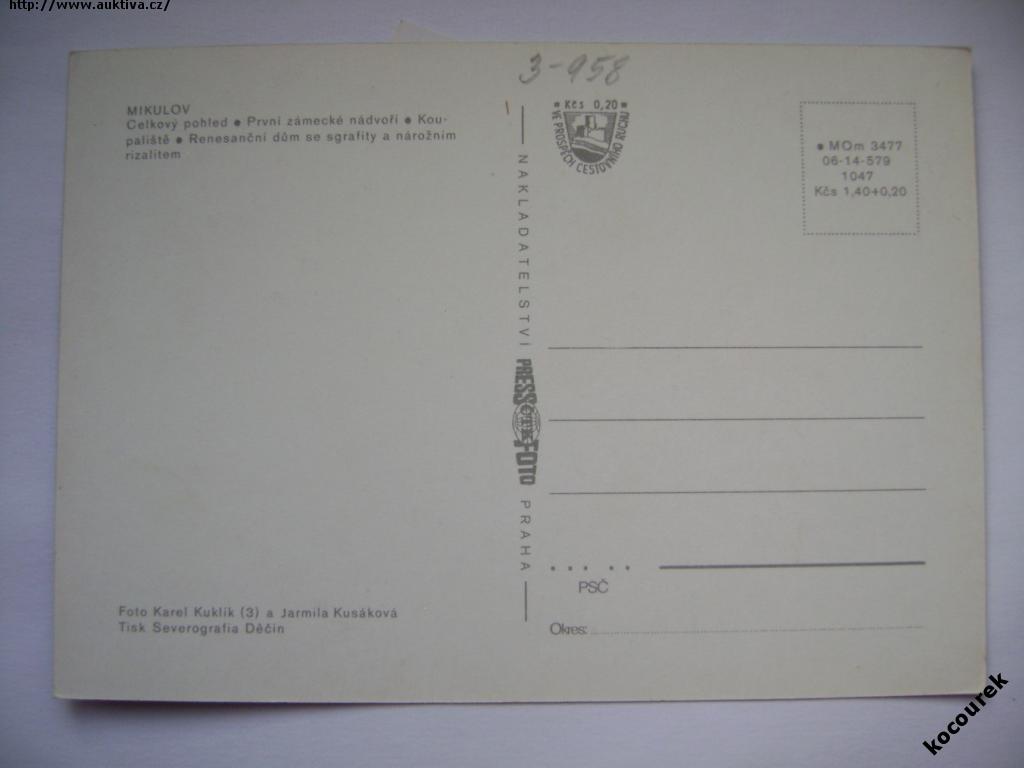 http://www.auktiva.cz/
3-958
MIKULOV
Celkový pohled • První zámecké nádvoří • Kou-
paliště • Renesanční dům se sgrafity a nárožním
rizalitem
• Kčs 0,20 •
VE PROSPĚCH CESTOVNÍHO RUCHU
• MOm 3477
06-14-579
1047
Kčs 1,40+0,20
NAKLADATELSTVÍ
PRESSFOTO
PRAHA
PSČ
Okres:
Foto Karel Kuklík (3) a Jarmila Kusáková
Tisk Severografia Děčín
kocourek